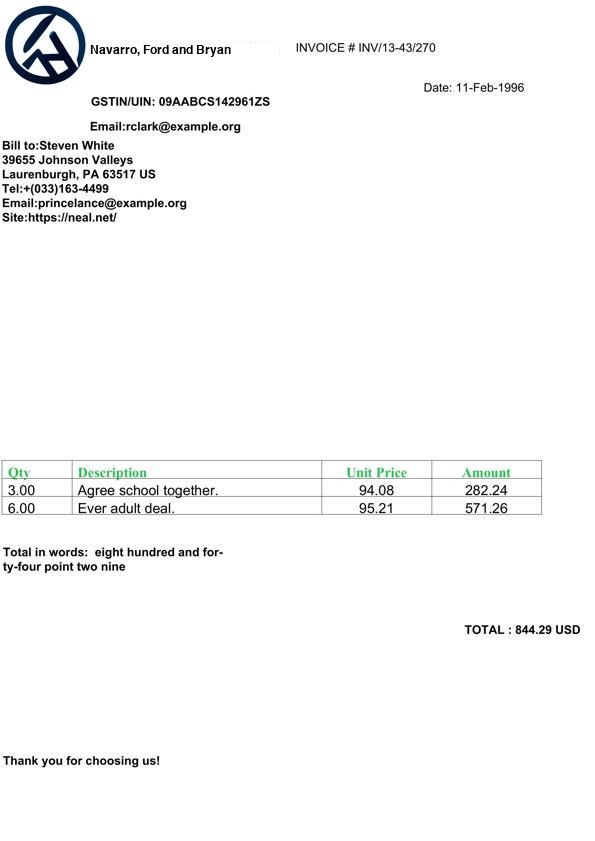 Navarro, Ford and Bryan
INVOICE # INV/13-43/270
Date: 11-Feb-1996
GSTIN/UIN: 09AABCS142961ZS
Email:rclark@example.org
Bill to:Steven White
39655 Johnson Valleys
Laurenburgh, PA 63517 US
Tel:+(033)163-4499
Email:princelance@example.org
Site:https://neal.net/
Qty Description Unit Price Amount
3.00 Agree school together. 94.08 282.24
6.00 Ever adult deal. 95.21 571.26
Total in words:  eight hundred and for-
ty-four point two nine
TOTAL : 844.29 USD
Thank you for choosing us!